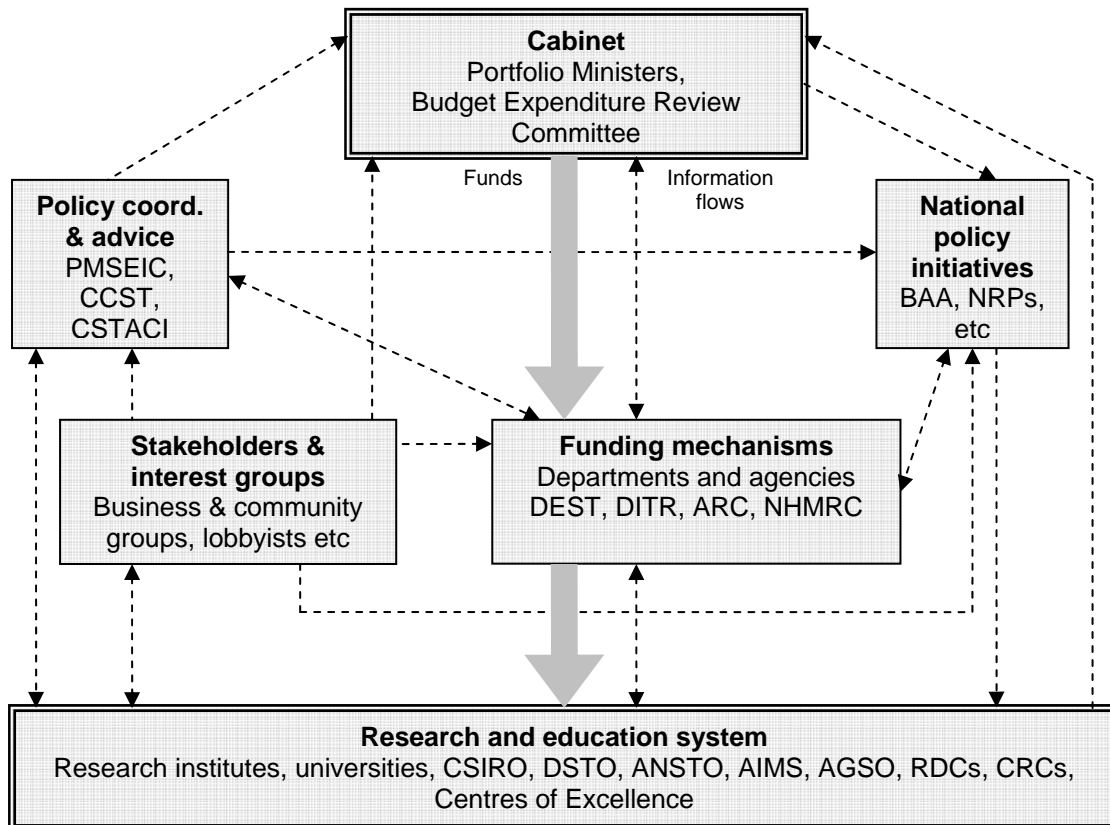 Cabinet
Portfolio Ministers,
Budget Expenditure Review
Committee
Funds
Information
flows
Policy coord.
& advice
PMSEIC,
CCST,
CSTACI
National
policy
initiatives
BAA, NRPs,
etc
Stakeholders &
interest groups
Business & community
groups, lobbyists etc
Funding mechanisms
Departments and agencies
DEST, DITR, ARC, NHMRC
Research and education system
Research institutes, universities, CSIRO, DSTO, ANSTO, AIMS, AGSO, RDCs, CRCs,
Centres of Excellence